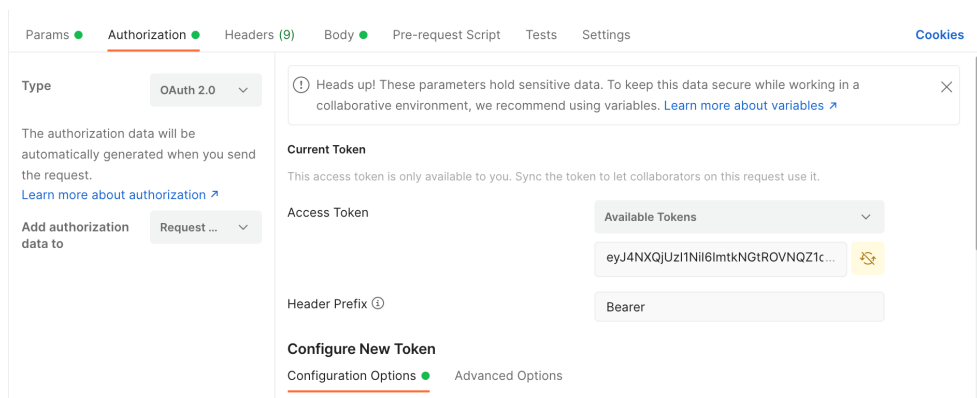 Params
Authorization
Headers (9)
Body
Pre-request Script
Tests
Settings
Cookies
Type
OAuth 2.0
The authorization data will be
automatically generated when you send
the request.
Learn more about authorization ↗
Add authorization
data to
Request ...
Heads up! These parameters hold sensitive data. To keep this data secure while working in a
collaborative environment, we recommend using variables. Learn more about variables ↗
Current Token
This access token is only available to you. Sync the token to let collaborators on this request use it.
Access Token
Available Tokens
eyJ4NXQjUzI1NiI6ImtkNGtROVNQZ1c...
Header Prefix
Bearer
Configure New Token
Configuration Options
Advanced Options